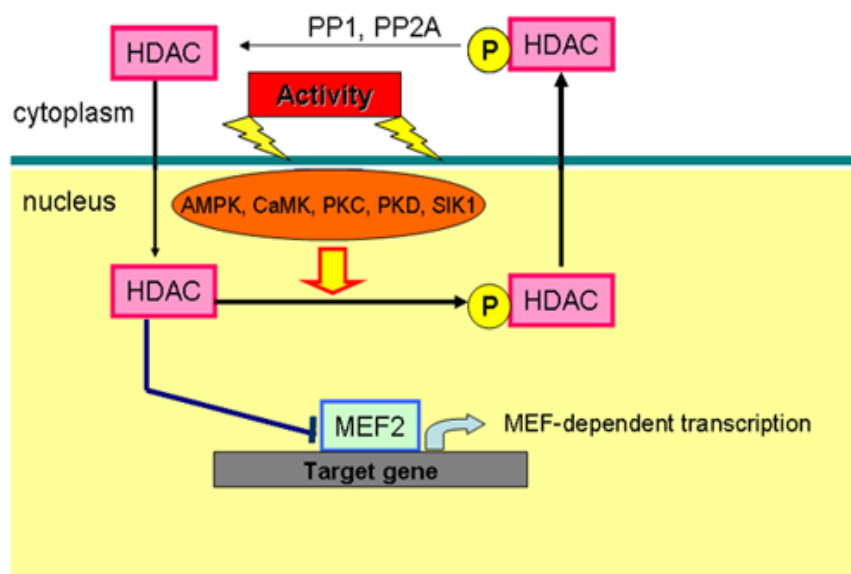 PP1, PP2A
HDAC
P
HDAC
Activity
cytoplasm
nucleus
AMPK, CaMK, PKC, PKD, SIK1
HDAC
P
HDAC
MEF2
MEF-dependent transcription
Target gene